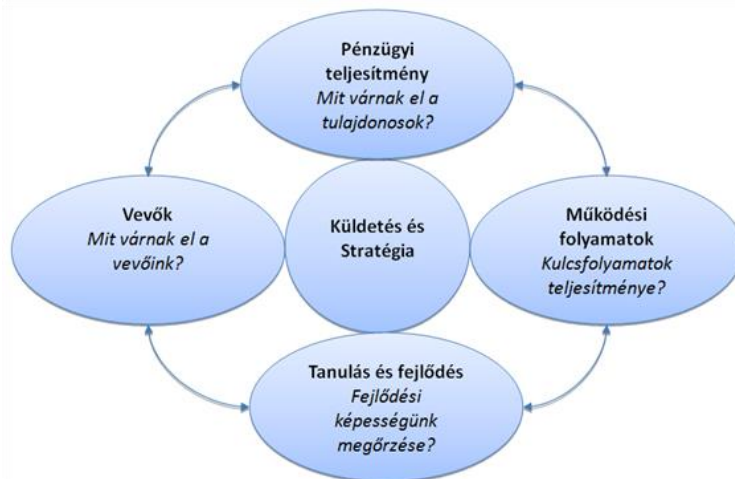 Pénzügyi
teljesítmény
Mit várnak el a
tulajdonosok?
Vevők
Mit várnak el a
vevőink?
Küldetés és
Stratégia
Működési
folyamatok
Kulcsfolyamatok
teljesítménye?
Tanulás és fejlődés
Fejlődési
képességünk
megőrzése?